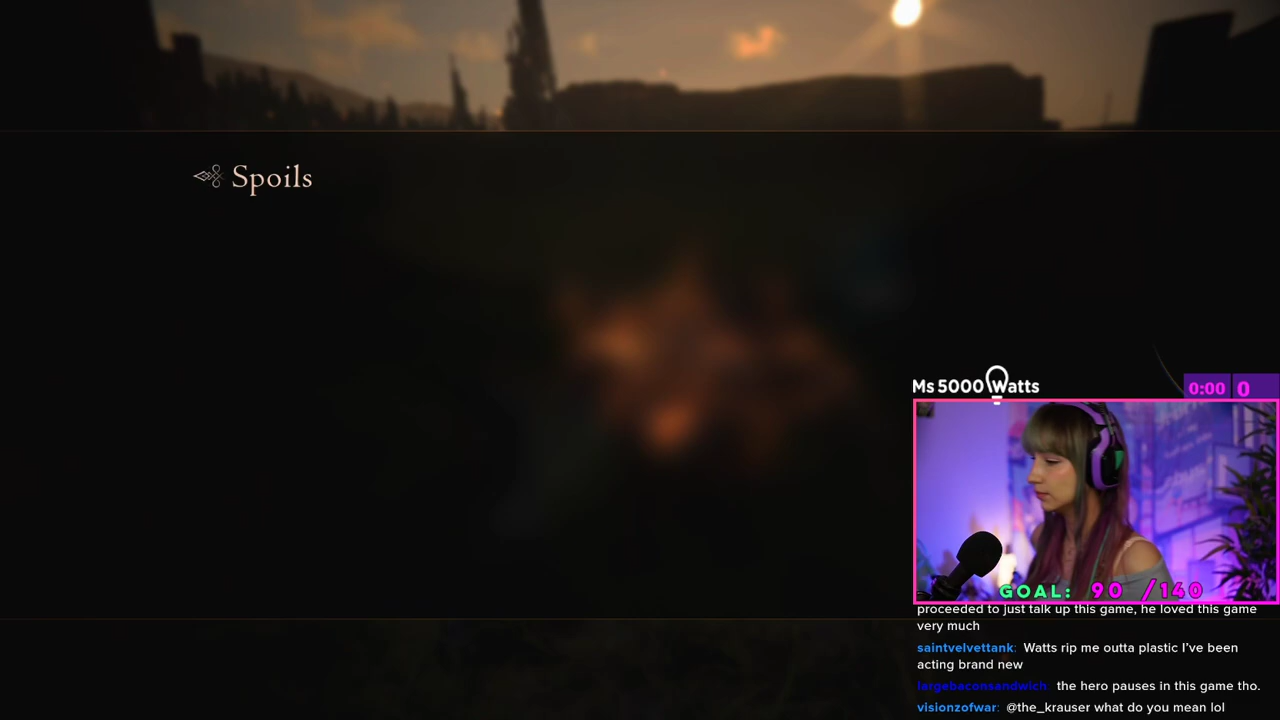 Spoils
Ms 5000 Watts
0:00 0
GOAL: 90 /140
proceeded to just talk up this game, he loved this game
very much
saintvelvettank: Watts rip me outta plastic I've been
acting brand new
largebaconsandwich: the hero pauses in this game tho.
visionzofwar: @the_krauser what do you mean lol